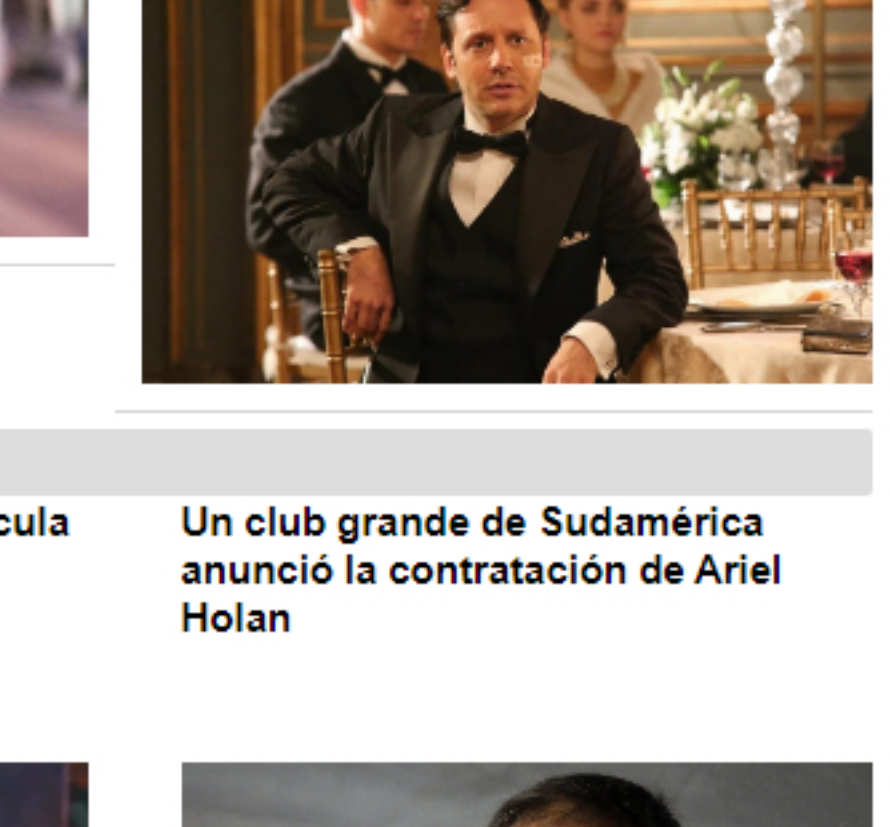 cula
Un club grande de Sudamérica
anunció la contratación de Ariel
Holan